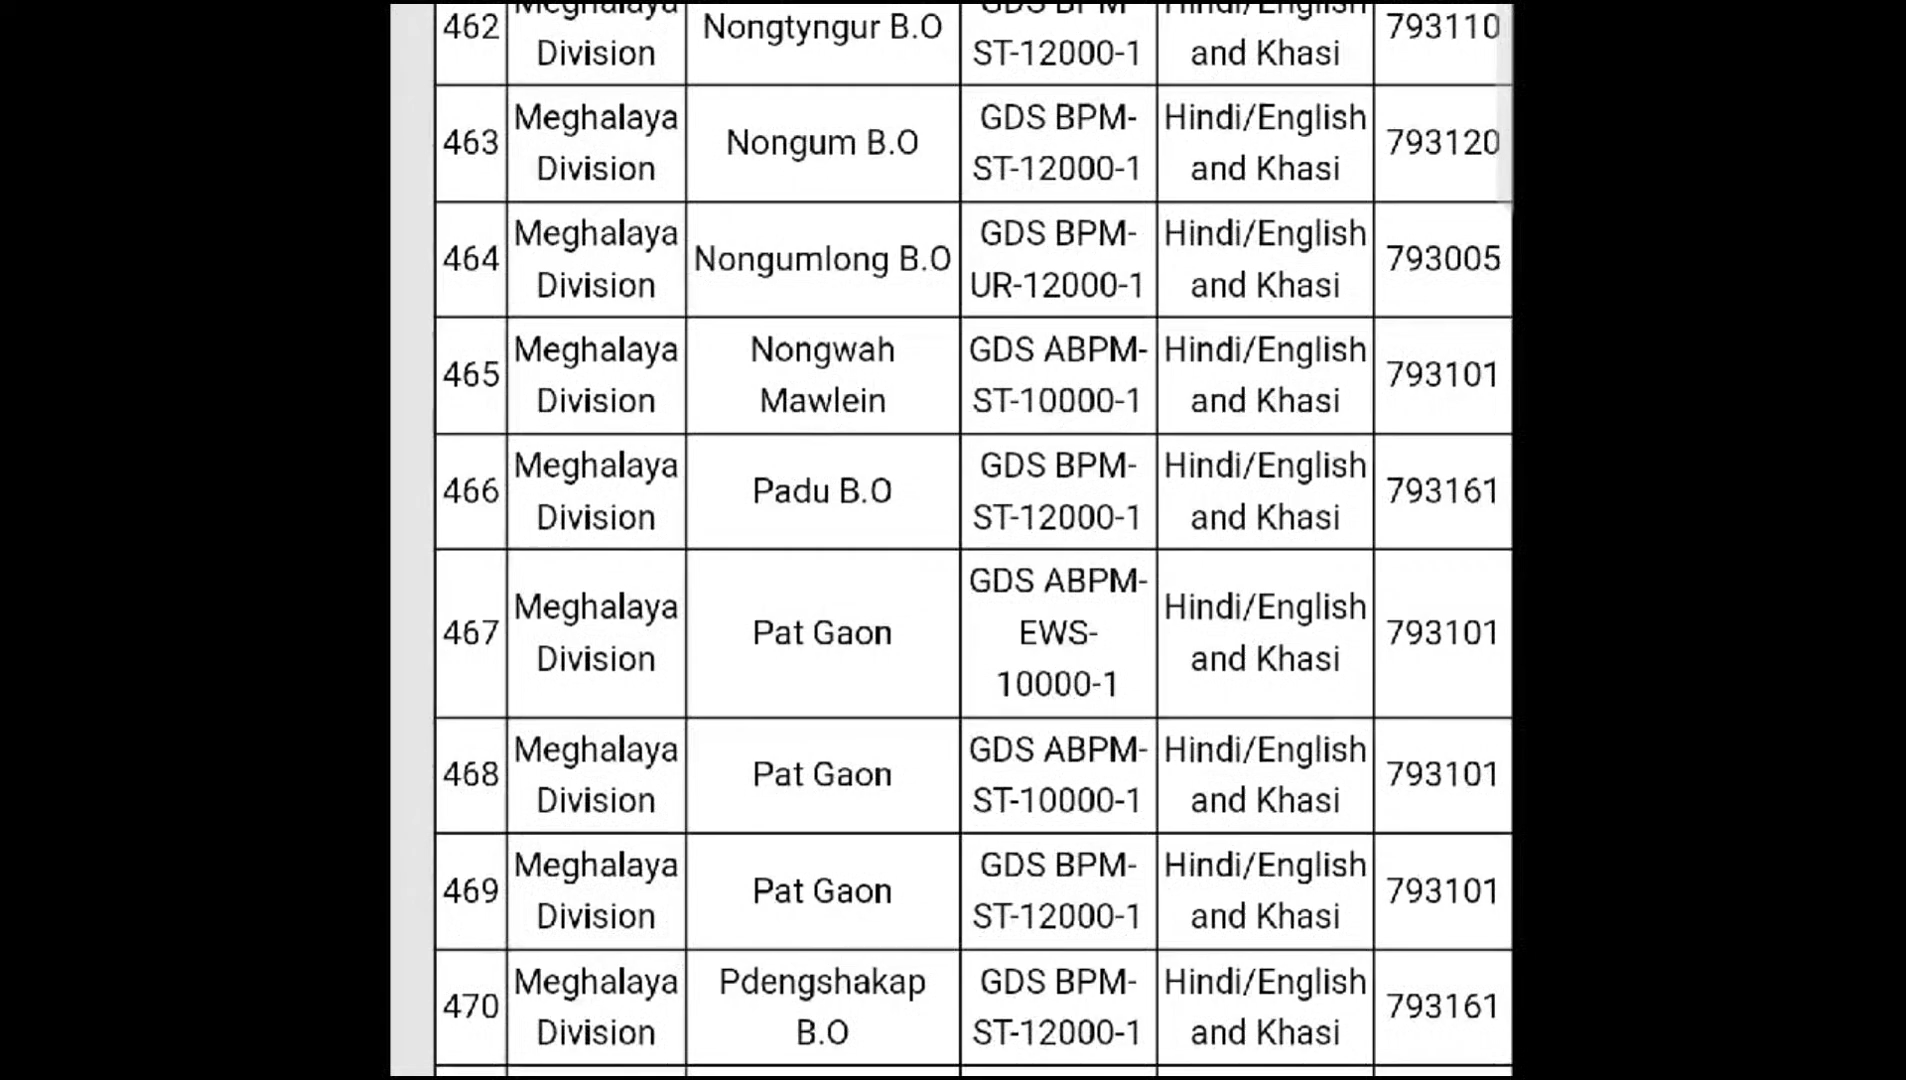 462 Meghalaya Division Nongtyngur B.O GDS BPM-ST-12000-1 Hindi/English and Khasi 793110
463 Meghalaya Division Nongum B.O GDS BPM-ST-12000-1 Hindi/English and Khasi 793120
464 Meghalaya Division Nongumlong B.O GDS BPM-UR-12000-1 Hindi/English and Khasi 793005
465 Meghalaya Division Nongwah Mawlein GDS ABPM-ST-10000-1 Hindi/English and Khasi 793101
466 Meghalaya Division Padu B.O GDS BPM-ST-12000-1 Hindi/English and Khasi 793161
467 Meghalaya Division Pat Gaon GDS ABPM-EWS-10000-1 Hindi/English and Khasi 793101
468 Meghalaya Division Pat Gaon GDS ABPM-ST-10000-1 Hindi/English and Khasi 793101
469 Meghalaya Division Pat Gaon GDS BPM-ST-12000-1 Hindi/English and Khasi 793101
470 Meghalaya Division Pdengshakap B.O GDS BPM-ST-12000-1 Hindi/English and Khasi 793161